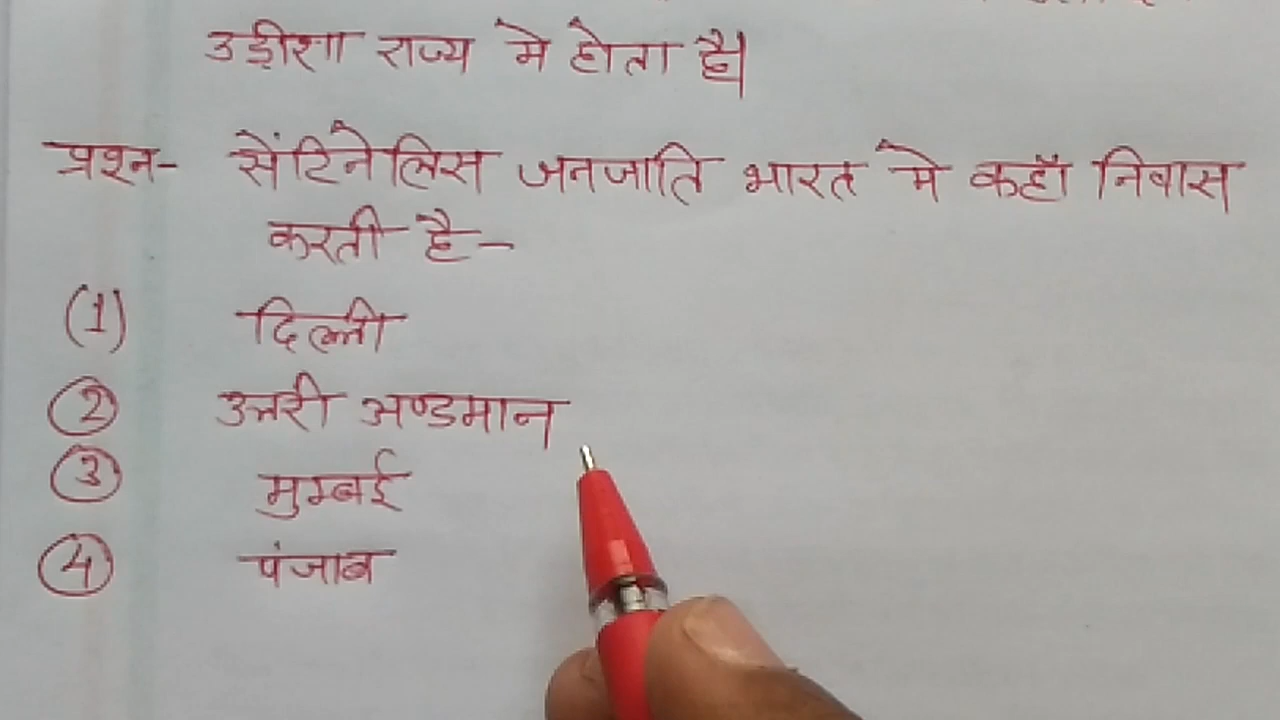 उड़ीसा राज्य मे होता है।
प्रश्न- सेंटिनेलिस जनजाति भारत मे कहाँ निवास
करती है-
(1) दिल्ली
2 उत्तरी अण्डमान
3 मुम्बई
4 पंजाब